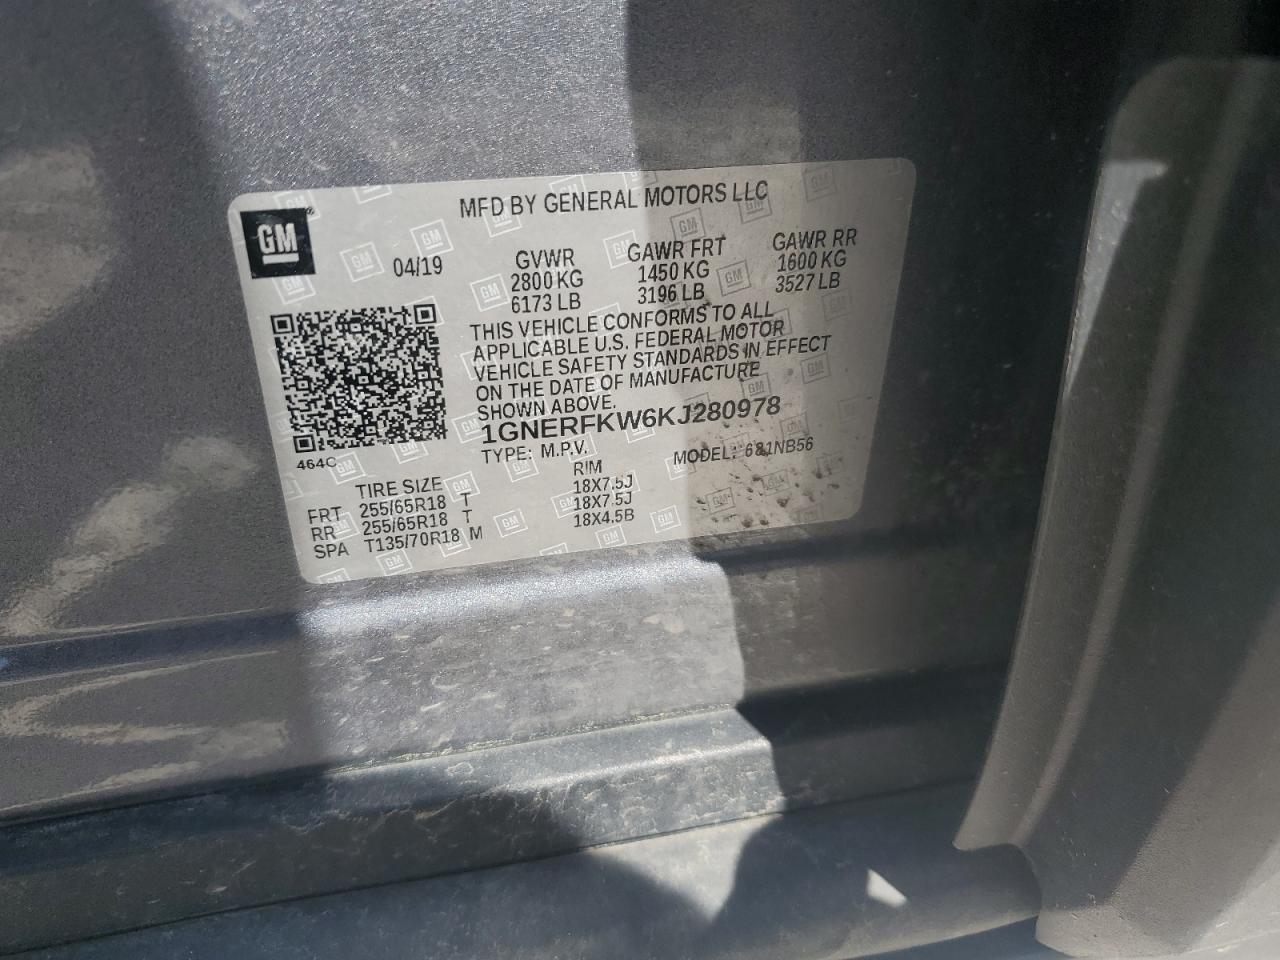 GM
MFD BY GENERAL MOTORS LLC
04/19
GVWR GAWR FRT GAWR RR
2800 KG 1450 KG 1600 KG
6173 LB 3196 LB 3527 LB
THIS VEHICLE CONFORMS TO ALL
APPLICABLE U.S. FEDERAL MOTOR
VEHICLE SAFETY STANDARDS IN EFFECT
ON THE DATE OF MANUFACTURE
SHOWN ABOVE.
1GNERFKW6KJ280978
TYPE: M.P.V. MODEL: 681NB56
464C
TIRE SIZE RIM
FRT 255/65R18 T 18X7.5J
RR 255/65R18 T 18X7.5J
SPA T135/70R18 M 18X4.5B